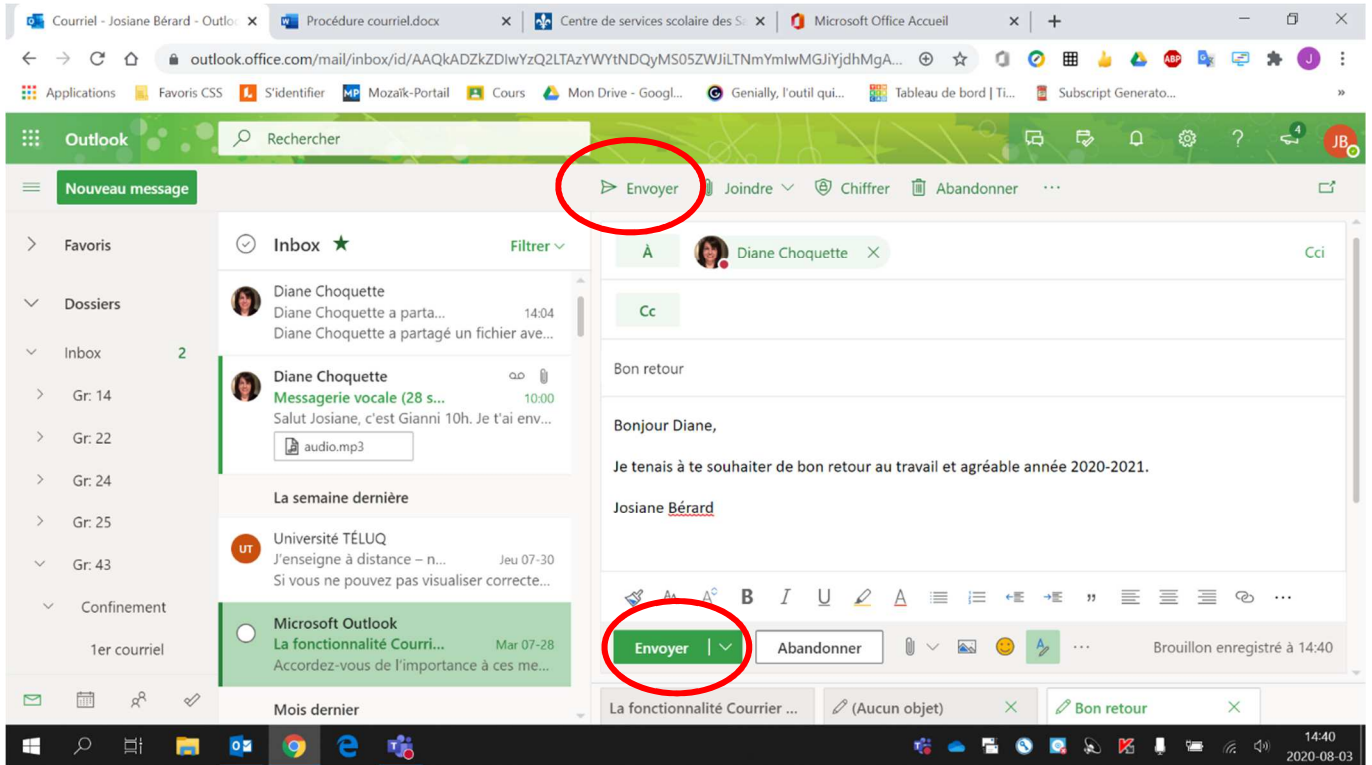 Courriel - Josiane Bérard - Outlo
Procédure courriel.docx
Centre de services scolaire des Sa
Microsoft Office Accueil
outlook.office.com/mail/inbox/id/AAQkADZkZDIwYzQ2LTAzYWYtNDQyMS05ZWJiLTNmYmIwMGJiYjdhMgA...
ABP
J
Applications
Favoris CSS
S'identifier
MP Mozaïk-Portail
Cours
Mon Drive - Googl...
Genially, l'outil qui...
Tableau de bord | Ti...
Subscript Generato...
»
Outlook
Rechercher
?
4
JB
Nouveau message
Envoyer
Joindre
Chiffrer
Abandonner
...
Favoris
Dossiers
Inbox 2
Gr: 14
Gr: 22
Gr: 24
Gr: 25
Gr: 43
Confinement
1er courriel
Inbox ★
Filtrer
Diane Choquette
Diane Choquette a parta... 14:04
Diane Choquette a partagé un fichier ave...
Diane Choquette
Messagerie vocale (28 s... 10:00
Salut Josiane, c'est Gianni 10h. Je t'ai env...
audio.mp3
La semaine dernière
UT
Université TÉLUQ
J'enseigne à distance – n... Jeu 07-30
Si vous ne pouvez pas visualiser correcte...
Microsoft Outlook
La fonctionnalité Courri... Mar 07-28
Accordez-vous de l'importance à ces me...
Mois dernier
À
Diane Choquette
Cci
Cc
Bon retour
Bonjour Diane,
Je tenais à te souhaiter de bon retour au travail et agréable année 2020-2021.
Josiane Bérard
B I U A
Envoyer
Abandonner
...
Brouillon enregistré à 14:40
La fonctionnalité Courrier ...
(Aucun objet)
Bon retour
14:40
2020-08-03